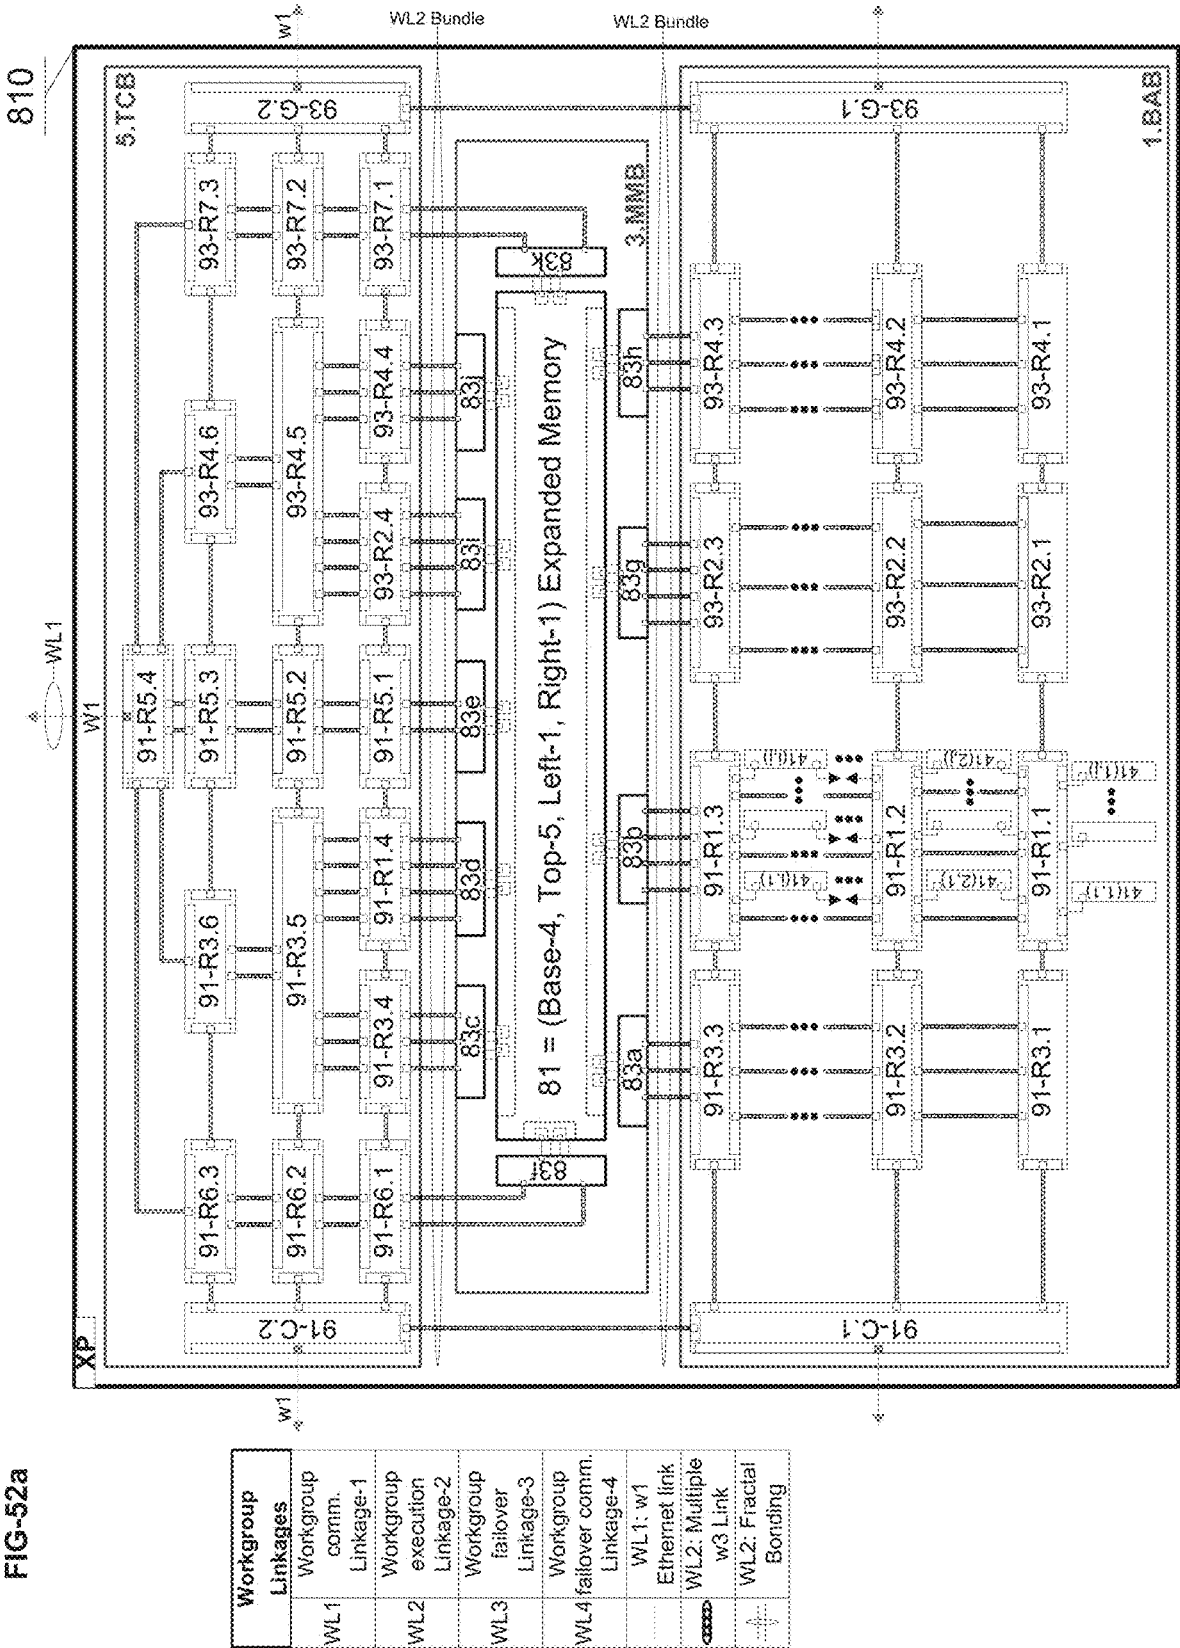 FIG-52a
810
XP
WL2 Bundle
WL2 Bundle
w1
w1
W1
WL1
5.TCB
91-C.2
93-G.2
91-R5.4
91-R6.3
91-R3.6
91-R5.3
93-R4.6
93-R7.3
91-R6.2
91-R3.5
91-R5.2
93-R4.5
93-R7.2
91-R6.1
91-R3.4
91-R1.4
91-R5.1
93-R2.4
93-R4.4
93-R7.1
3.MMB
83c
83d
83e
83i
83j
83f
81 = (Base-4, Top-5, Left-1, Right-1) Expanded Memory
83k
83a
83b
83g
83h
1.BAB
91-C.1
93-G.1
91-R3.3
91-R1.3
93-R2.3
93-R4.3
41(i,1)
41(i,j)
91-R3.2
91-R1.2
93-R2.2
93-R4.2
41(2,1)
41(2,j)
91-R3.1
91-R1.1
93-R2.1
93-R4.1
41(1,1)
41(1,j)
Workgroup
Linkages
WL1 Workgroup
comm.
Linkage-1
WL2 Workgroup
execution
Linkage-2
WL3 Workgroup
failover
Linkage-3
WL4 Workgroup
failover comm.
Linkage-4
WL1: w1
Ethernet link
WL2: Multiple
w3 Link
WL2: Fractal
Bonding